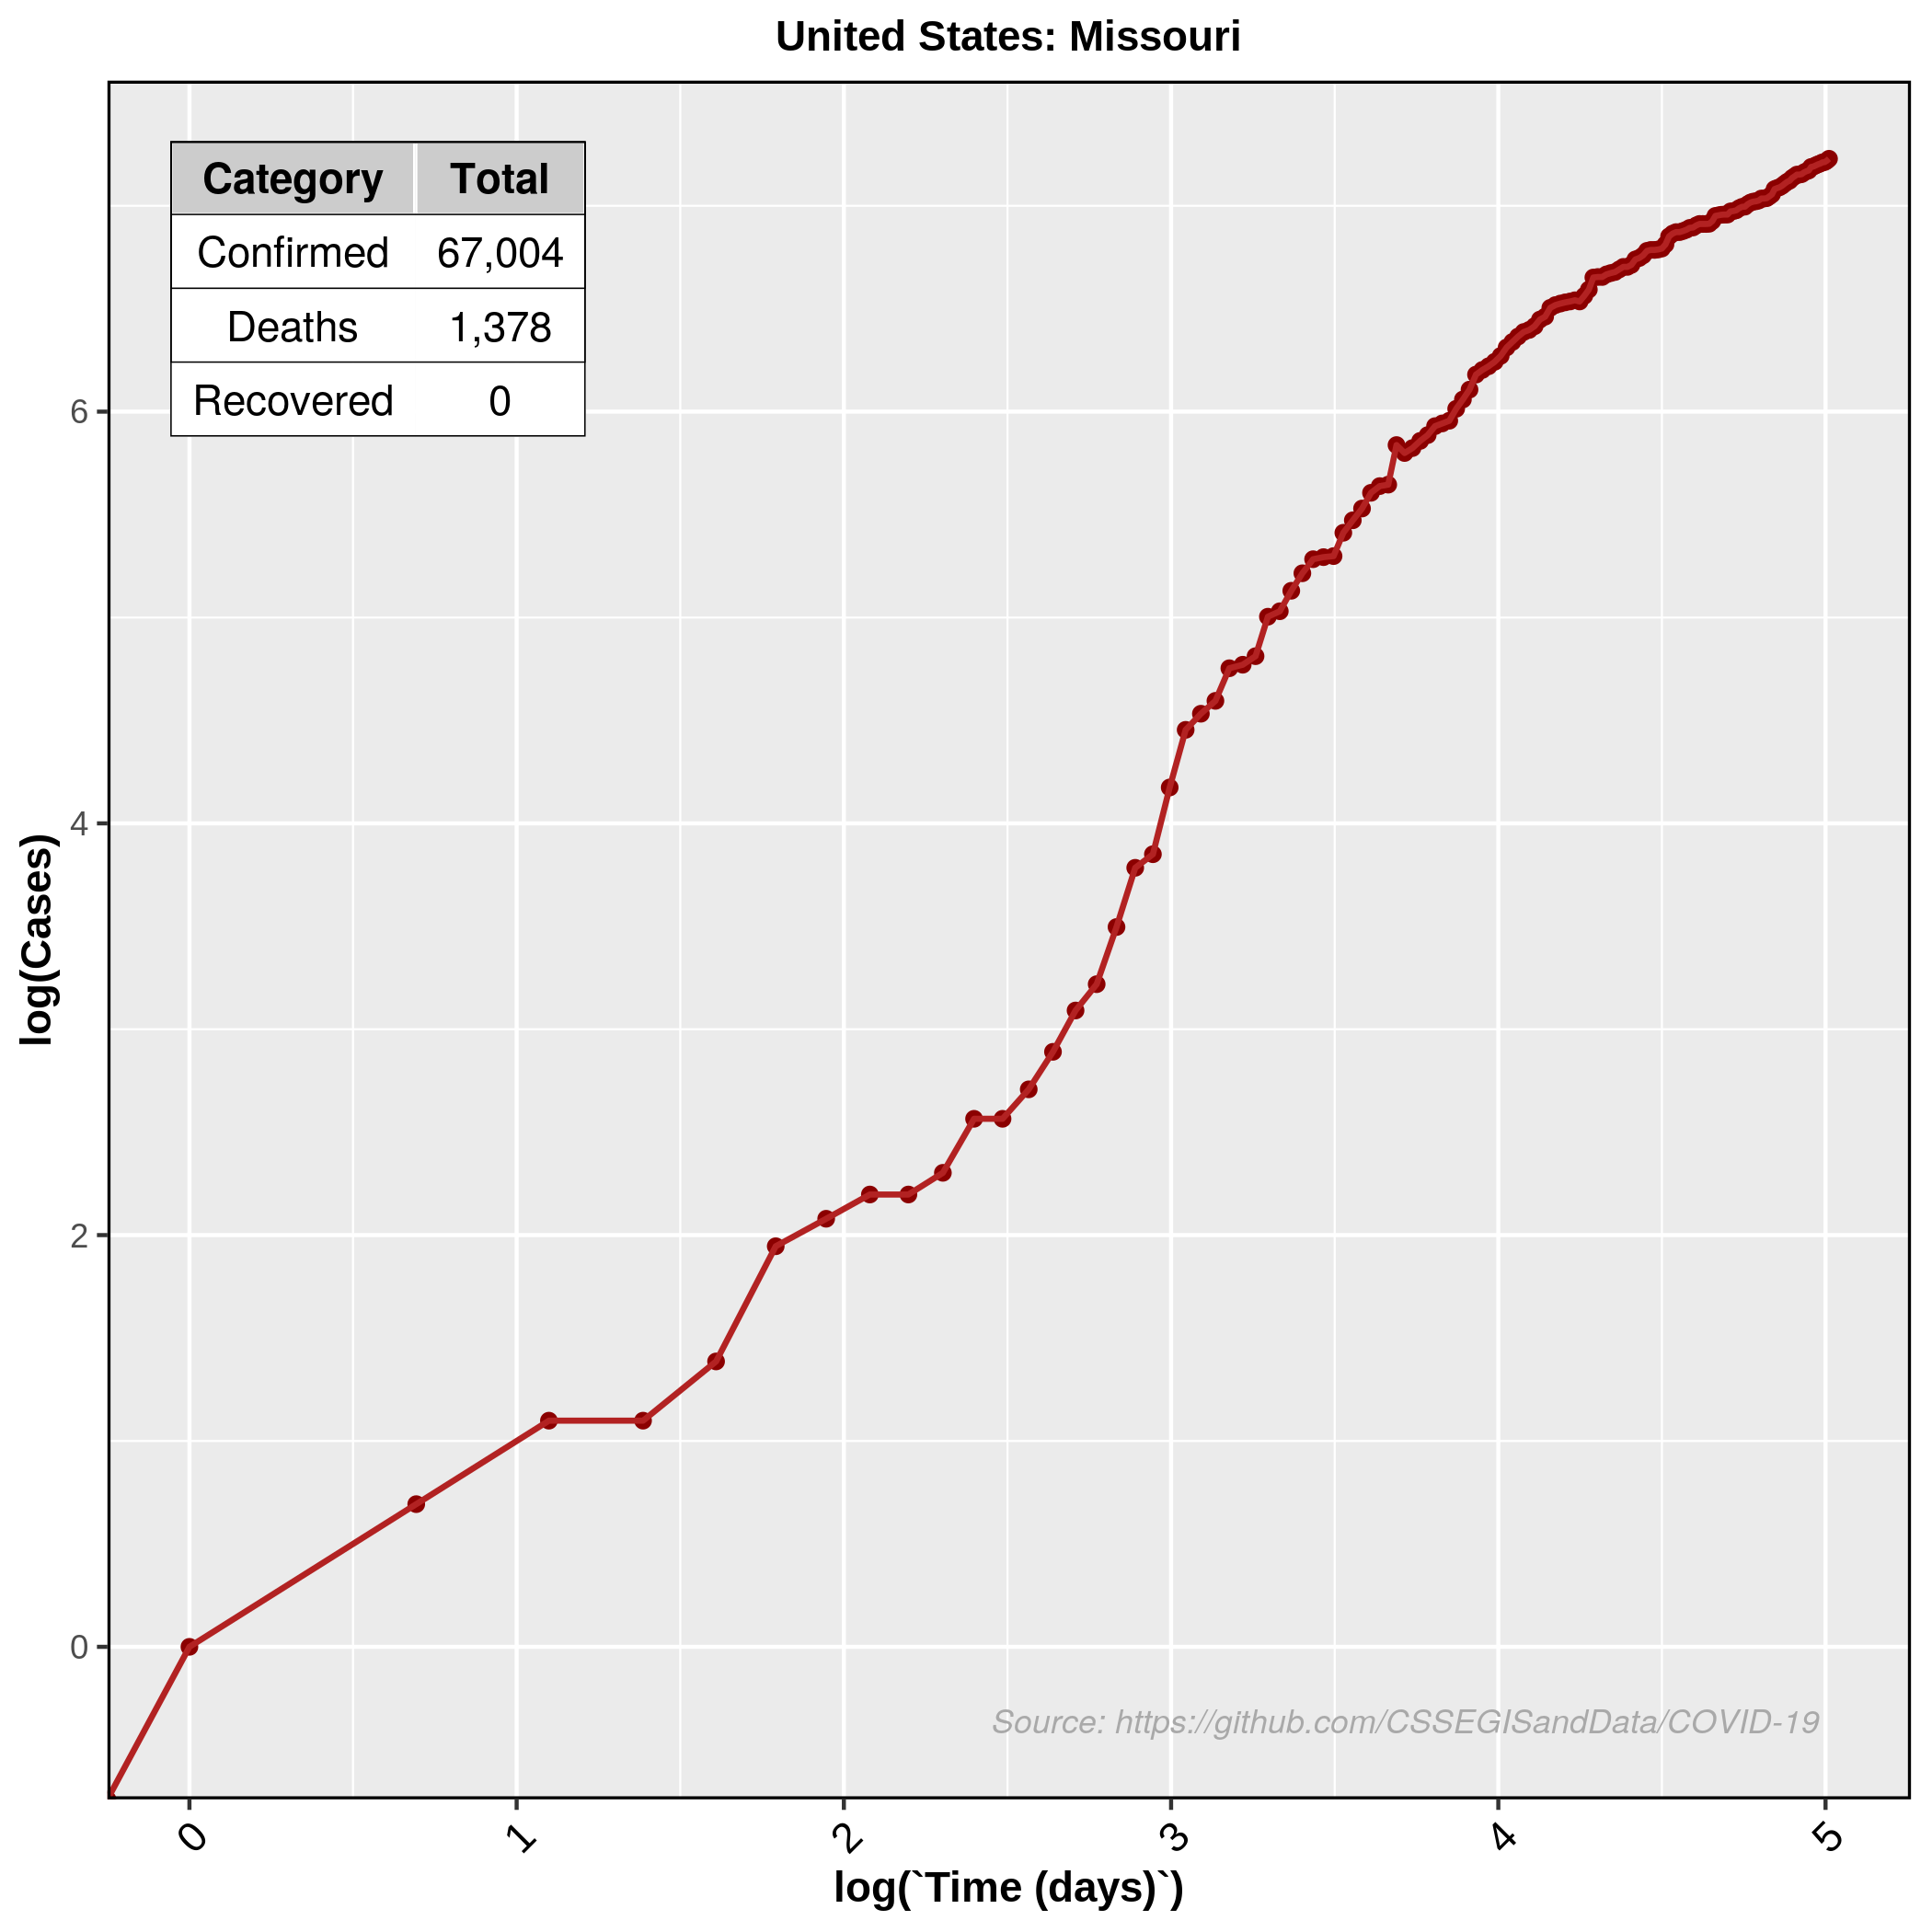 United States: Missouri
Category Total
Confirmed 67,004
Deaths 1,378
Recovered 0
6
4
2
0
log(Cases)
Source: https://github.com/CSSEGISandData/COVID-19
0 1 2 3 4 5
log(`Time (days)`)